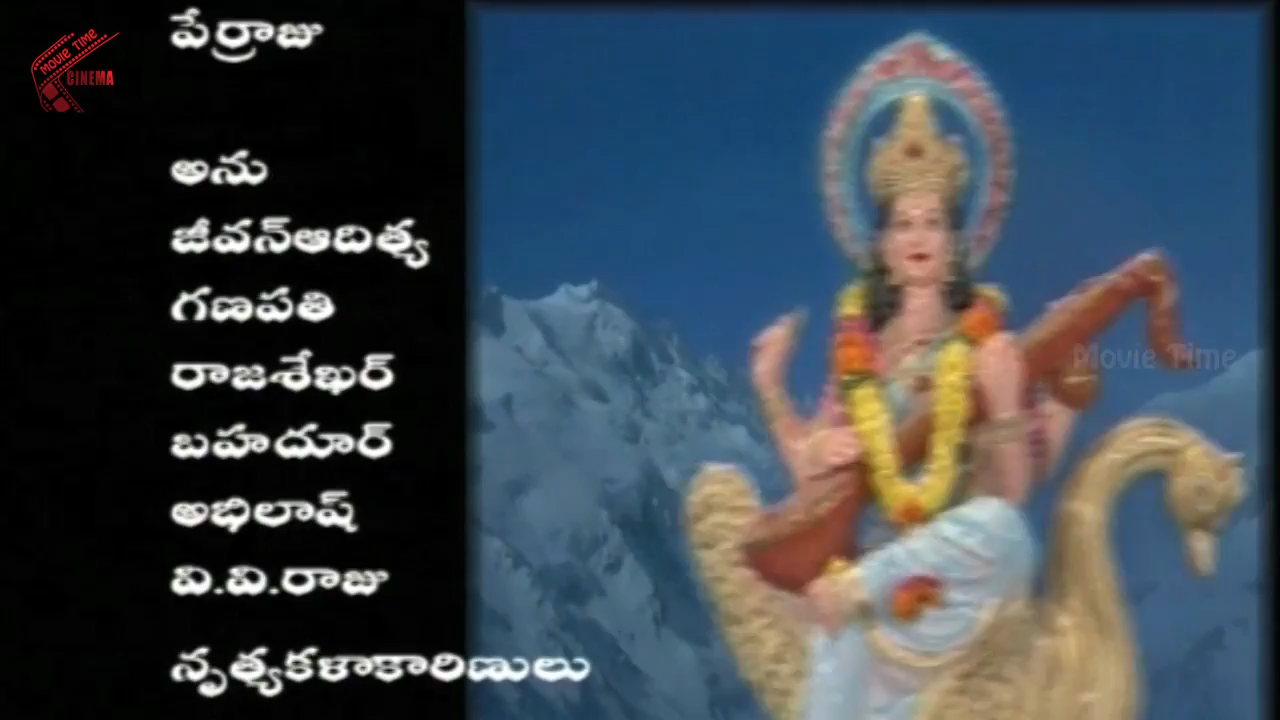 పేర్రాజు
MOVIE TIME
CINEMA
అను
జీవన్ఆదిత్య
గణపతి
రాజశేఖర్
బహదూర్
అభిలాష్
వి.వి.రాజు
నృత్యకళాకారిణులు
Movie Time